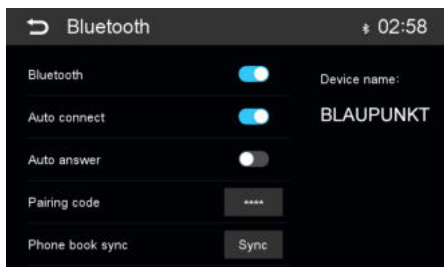 Bluetooth 02:58
Bluetooth
Device name:
Auto connect
BLAUPUNKT
Auto answer
Pairing code ****
Phone book sync Sync